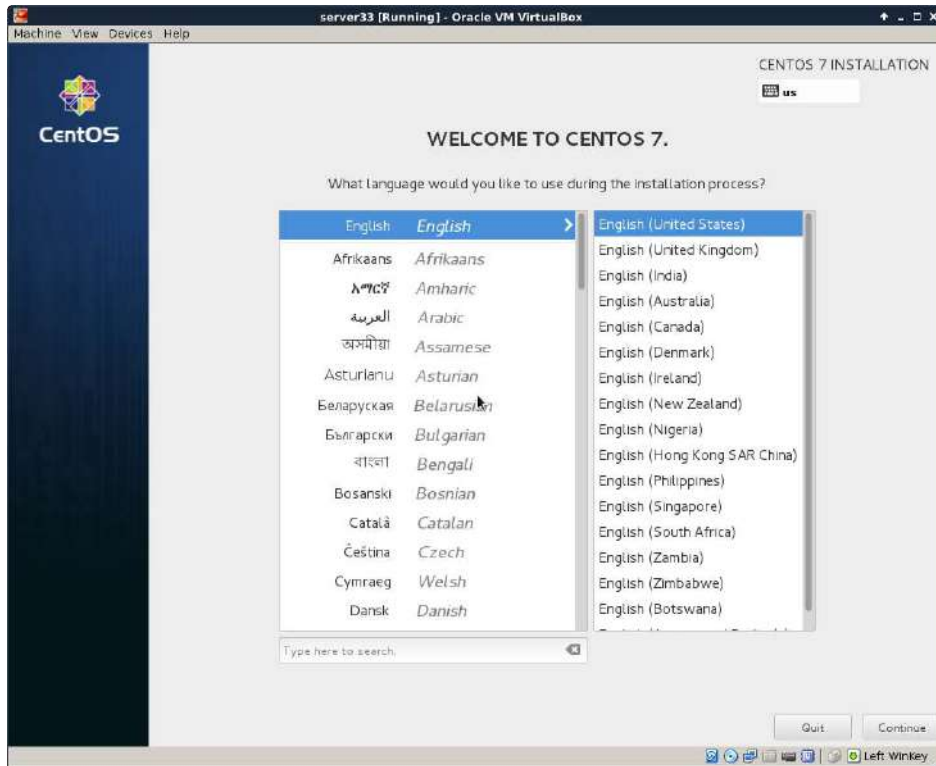 server33 [Running] - Oracle VM VirtualBox
Machine View Devices Help
CentOS
CENTOS 7 INSTALLATION
us
WELCOME TO CENTOS 7.
What language would you like to use during the installation process?
English English
Afrikaans Afrikaans
አማርኛ Amharic
العربية Arabic
অসমীয়া Assamese
Asturianu Asturian
Беларуская Belarusian
Български Bulgarian
বাংলা Bengali
Bosanski Bosnian
Català Catalan
Čeština Czech
Cymraeg Welsh
Dansk Danish
English (United States)
English (United Kingdom)
English (India)
English (Australia)
English (Canada)
English (Denmark)
English (Ireland)
English (New Zealand)
English (Nigeria)
English (Hong Kong SAR China)
English (Philippines)
English (Singapore)
English (South Africa)
English (Zambia)
English (Zimbabwe)
English (Botswana)
Type here to search.
Quit Continue
Left WinKey